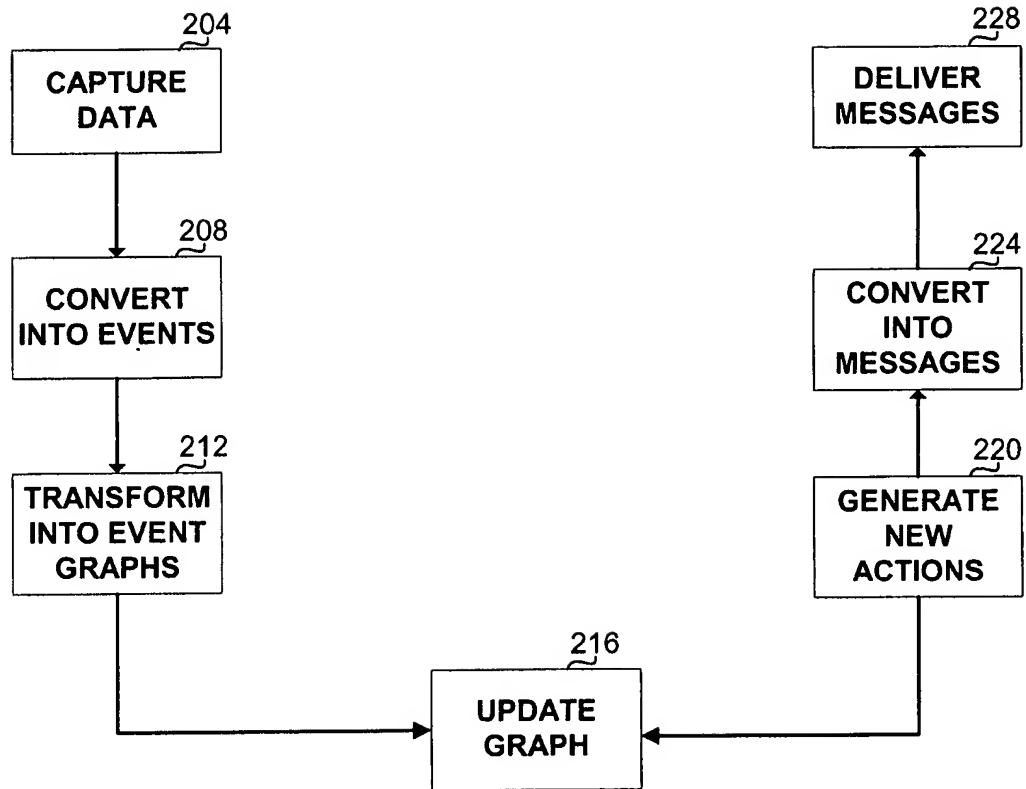 204
CAPTURE
DATA
208
CONVERT
INTO EVENTS
212
TRANSFORM
INTO EVENT
GRAPHS
216
UPDATE
GRAPH
220
GENERATE
NEW
ACTIONS
224
CONVERT
INTO
MESSAGES
228
DELIVER
MESSAGES